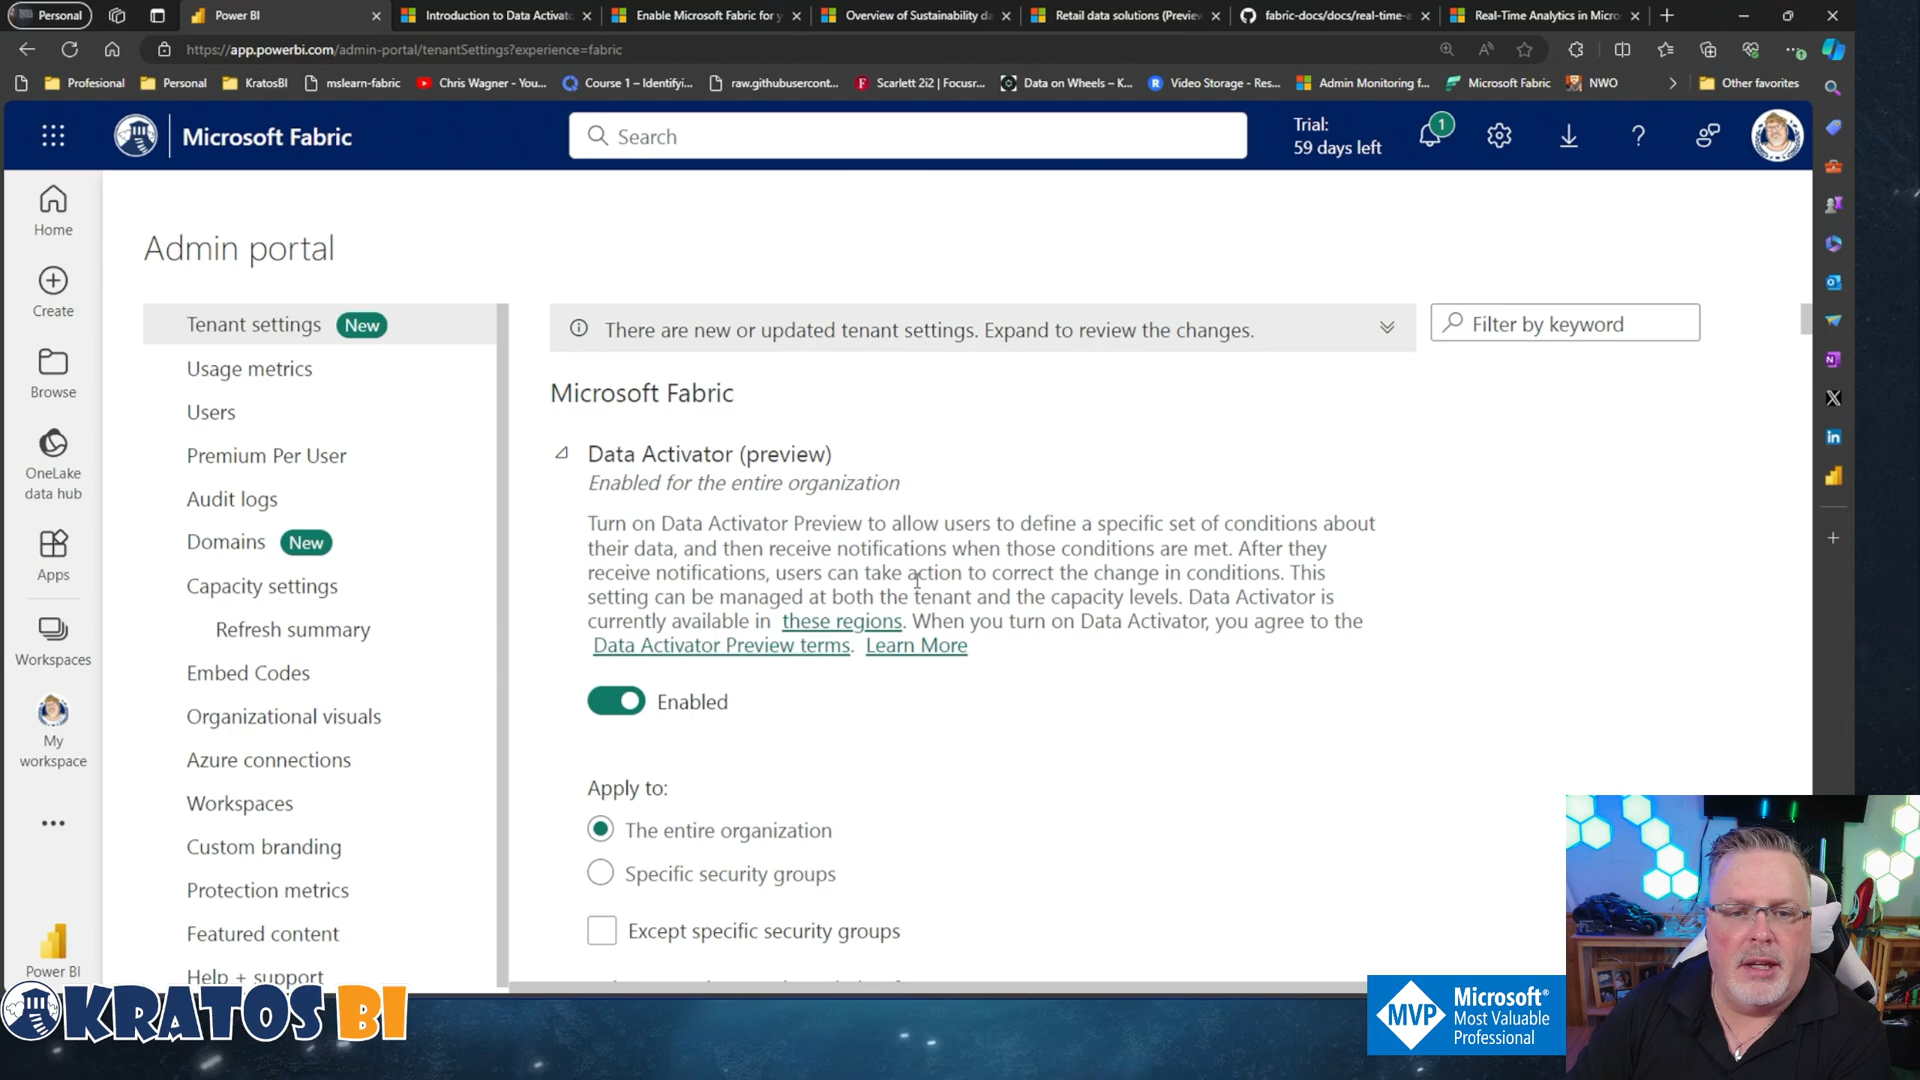 Personal
Power BI
Introduction to Data Activato
Enable Microsoft Fabric for y
Overview of Sustainability da
Retail data solutions (Preview
fabric-docs/docs/real-time-a
Real-Time Analytics in Micro
https://app.powerbi.com/admin-portal/tenantSettings?experience=fabric
Profesional
Personal
KratosBI
mslearn-fabric
Chris Wagner - You...
Course 1 – Identifyi...
raw.githubusercont...
Scarlett 2i2 | Focusr...
Data on Wheels – K...
Video Storage - Res...
Admin Monitoring f...
Microsoft Fabric
NWO
Other favorites
Microsoft Fabric
Search
Trial:
59 days left
1
Home
Create
Browse
OneLake
data hub
Apps
Workspaces
My
workspace
Power BI
Admin portal
Tenant settings New
Usage metrics
Users
Premium Per User
Audit logs
Domains New
Capacity settings
Refresh summary
Embed Codes
Organizational visuals
Azure connections
Workspaces
Custom branding
Protection metrics
Featured content
Help + support
There are new or updated tenant settings. Expand to review the changes.
Filter by keyword
Microsoft Fabric
Data Activator (preview)
Enabled for the entire organization
Turn on Data Activator Preview to allow users to define a specific set of conditions about
their data, and then receive notifications when those conditions are met. After they
receive notifications, users can take action to correct the change in conditions. This
setting can be managed at both the tenant and the capacity levels. Data Activator is
currently available in these regions. When you turn on Data Activator, you agree to the
Data Activator Preview terms. Learn More
Enabled
Apply to:
The entire organization
Specific security groups
Except specific security groups
KRATOS BI
MVP
Microsoft®
Most Valuable
Professional